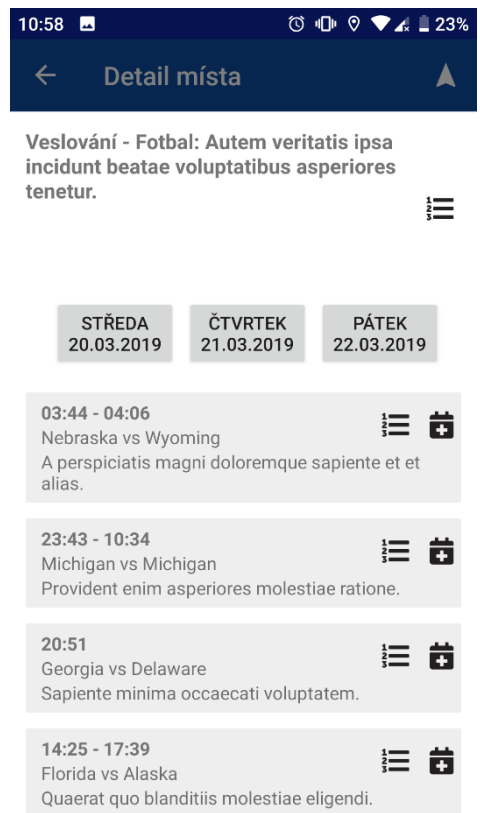 10:58 23%
Detail místa
Veslování - Fotbal: Autem veritatis ipsa
incidunt beatae voluptatibus asperiores
tenetur.
STŘEDA
20.03.2019
ČTVRTEK
21.03.2019
PÁTEK
22.03.2019
03:44 - 04:06
Nebraska vs Wyoming
A perspiciatis magni doloremque sapiente et et
alias.
23:43 - 10:34
Michigan vs Michigan
Provident enim asperiores molestiae ratione.
20:51
Georgia vs Delaware
Sapiente minima occaecati voluptatem.
14:25 - 17:39
Florida vs Alaska
Quaerat quo blanditiis molestiae eligendi.